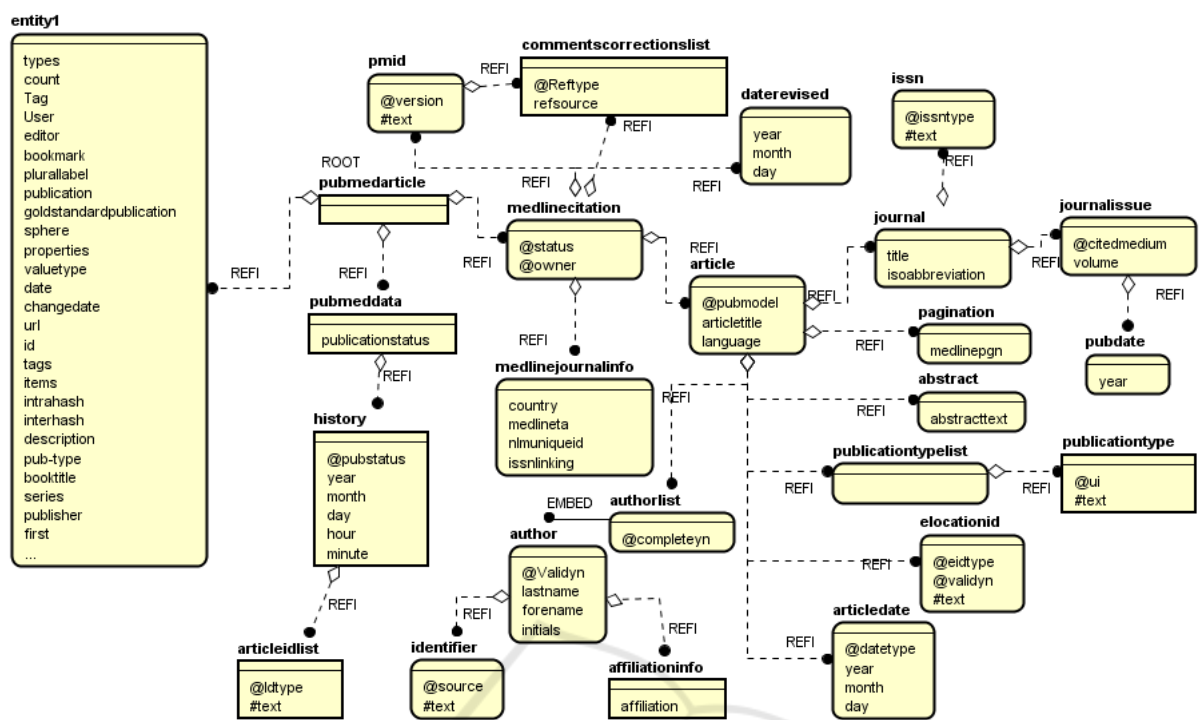 entity1
types
count
Tag
User
editor
bookmark
plurallabel
publication
goldstandardpublication
sphere
properties
valuetype
date
changedate
url
id
tags
items
intrahash
interhash
description
pub-type
booktitle
series
publisher
first
...
pmid
@version
#text
REFI
commentscorrectionslist
@Reftype
refsource
REFI
daterevised
year
month
day
REFI
REFI
issn
@issntype
#text
REFI
ROOT
pubmedarticle
REFI
REFI
REFI
medlinecitation
@status
@owner
REFI
REFI
journal
title
isoabbreviation
REFI
REFI
journalissue
@citedmedium
volume
REFI
pubdate
year
article
@pubmodel
articletitle
language
pagination
medlinepgn
REFI
abstract
abstracttext
REFI
REFI
pubmeddata
publicationstatus
REFI
medlinejournalinfo
country
medlineta
nlmuniqueid
issnlinking
publicationtypelist
REFI
REFI
publicationtype
@ui
#text
history
@pubstatus
year
month
day
hour
minute
REFI
EMBED
authorlist
@completeyn
author
@Validyn
lastname
forename
initials
REFI
REFI
elocationid
@eidtype
@validyn
#text
REFI
articledate
@datetype
year
month
day
REFI
articleidlist
@Idtype
#text
identifier
@source
#text
affiliationinfo
affiliation